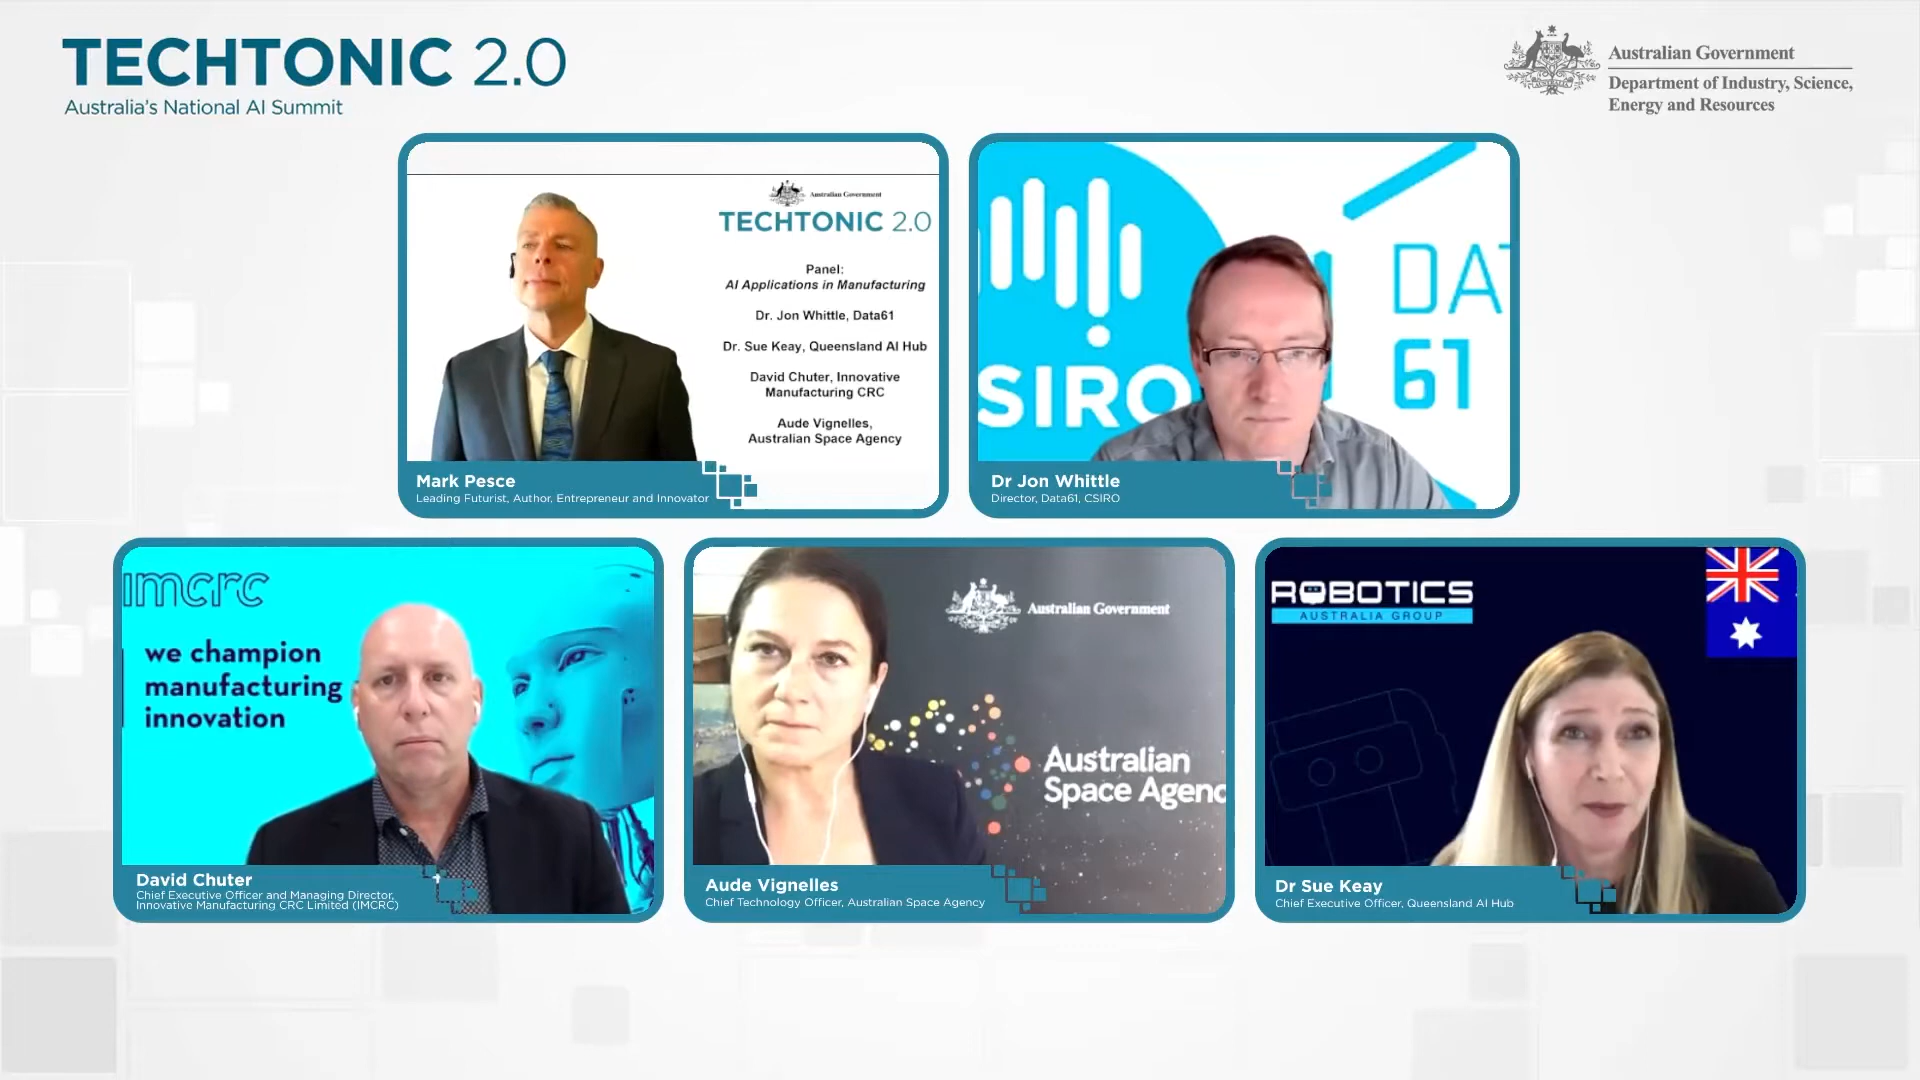 TECHTONIC 2.0
Australia's National AI Summit
Australian Government
Department of Industry, Science,
Energy and Resources
Australian Government
TECHTONIC 2.0
Panel:
AI Applications in Manufacturing
Dr. Jon Whittle, Data61
Dr. Sue Keay, Queensland AI Hub
David Chuter, Innovative
Manufacturing CRC
Aude Vignelles,
Australian Space Agency
Mark Pesce
Leading Futurist, Author, Entrepreneur and Innovator
SIRO
DAT
61
Dr Jon Whittle
Director, Data61, CSIRO
imcrc
we champion
manufacturing
innovation
David Chuter
Chief Executive Officer and Managing Director,
Innovative Manufacturing CRC Limited (IMCRC)
Australian Government
Australian
Space Agenc
Aude Vignelles
Chief Technology Officer, Australian Space Agency
ROBOTICS
AUSTRALIA GROUP
Dr Sue Keay
Chief Executive Officer, Queensland AI Hub